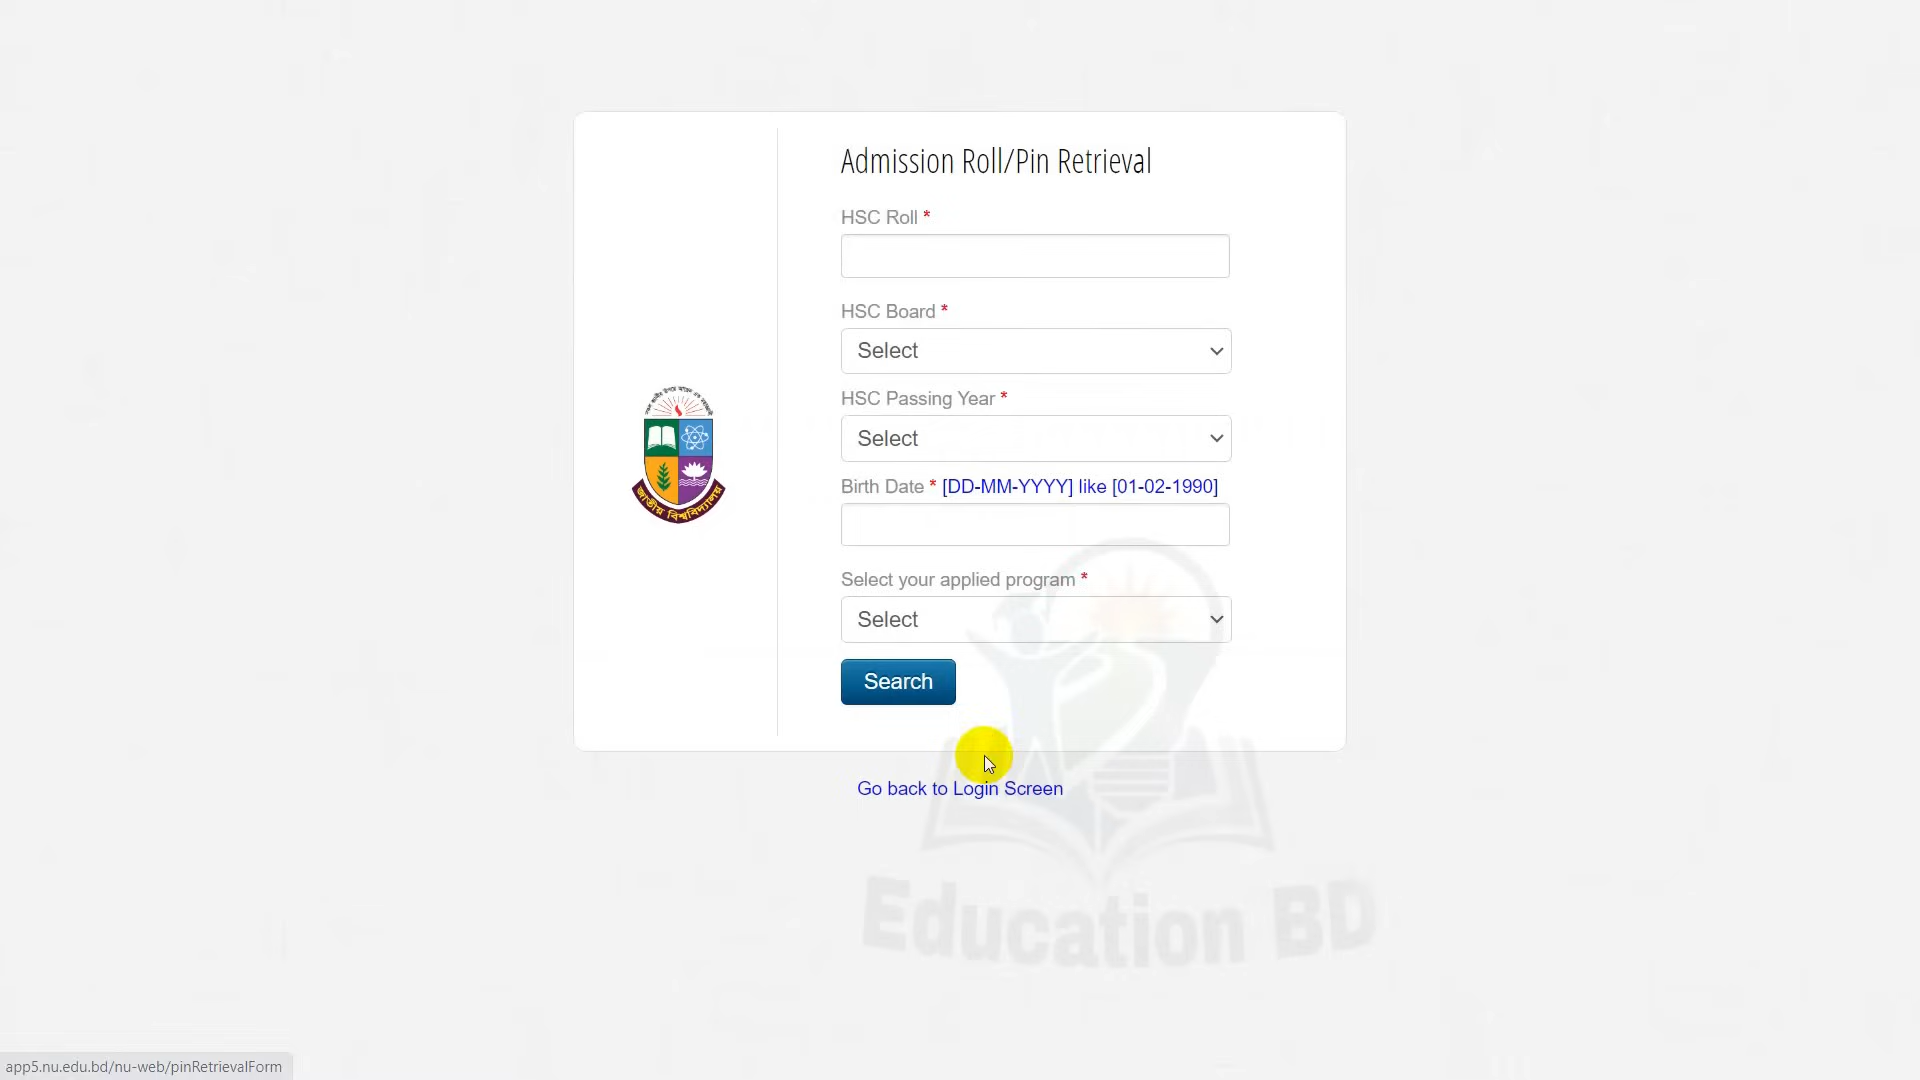 Admission Roll/Pin Retrieval
HSC Roll *
HSC Board *
Select
HSC Passing Year *
Select
Birth Date * [DD-MM-YYYY] like [01-02-1990]
Select your applied program *
Select
Search
Go back to Login Screen
জাতীয় বিশ্ববিদ্যালয়
Education BD
app5.nu.edu.bd/nu-web/pinRetrievalForm